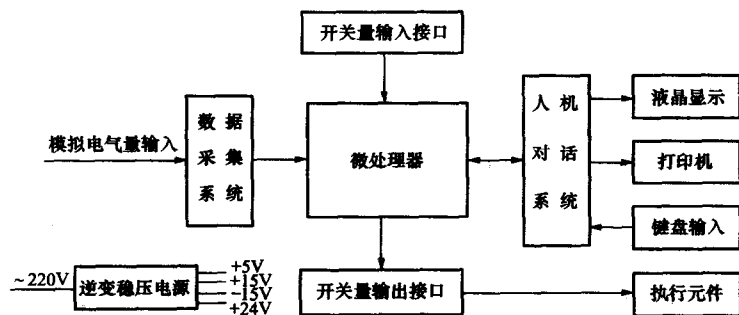 开关量输入接口
模拟电气量输入
数据
采集
系统
微处理器
人机
对话
系统
液晶显示
打印机
键盘输入
~220V
逆变稳压电源
+5V
+15V
-15V
+24V
开关量输出接口
执行元件